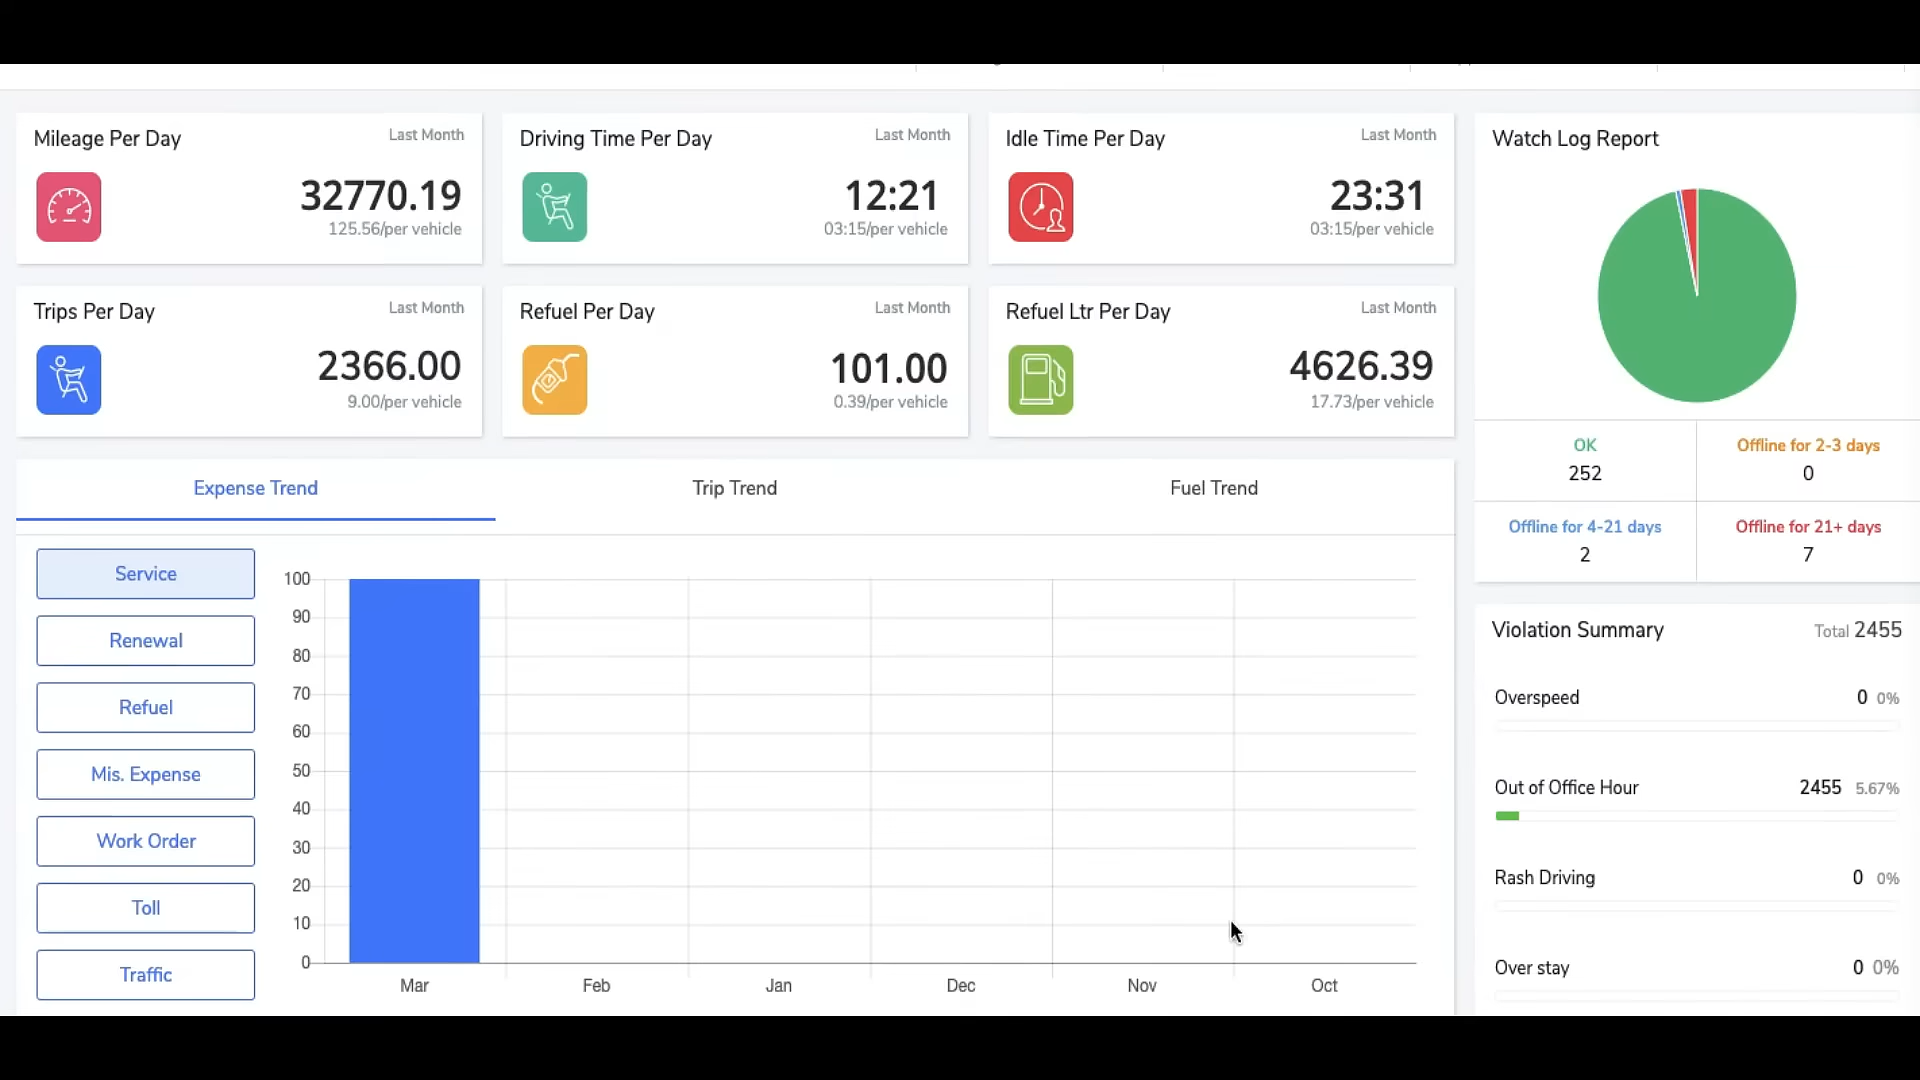 Mileage Per Day
Last Month
32770.19
125.56/per vehicle
Driving Time Per Day
Last Month
12:21
03:15/per vehicle
Idle Time Per Day
Last Month
23:31
03:15/per vehicle
Trips Per Day
Last Month
2366.00
9.00/per vehicle
Refuel Per Day
Last Month
101.00
0.39/per vehicle
Refuel Ltr Per Day
Last Month
4626.39
17.73/per vehicle
Expense Trend
Trip Trend
Fuel Trend
Service
Renewal
Refuel
Mis. Expense
Work Order
Toll
Traffic
100
90
80
70
60
50
40
30
20
10
0
Mar
Feb
Jan
Dec
Nov
Oct
Watch Log Report
OK
252
Offline for 2-3 days
0
Offline for 4-21 days
2
Offline for 21+ days
7
Violation Summary
Total 2455
Overspeed
0 0%
Out of Office Hour
2455 5.67%
Rash Driving
0 0%
Over stay
0 0%